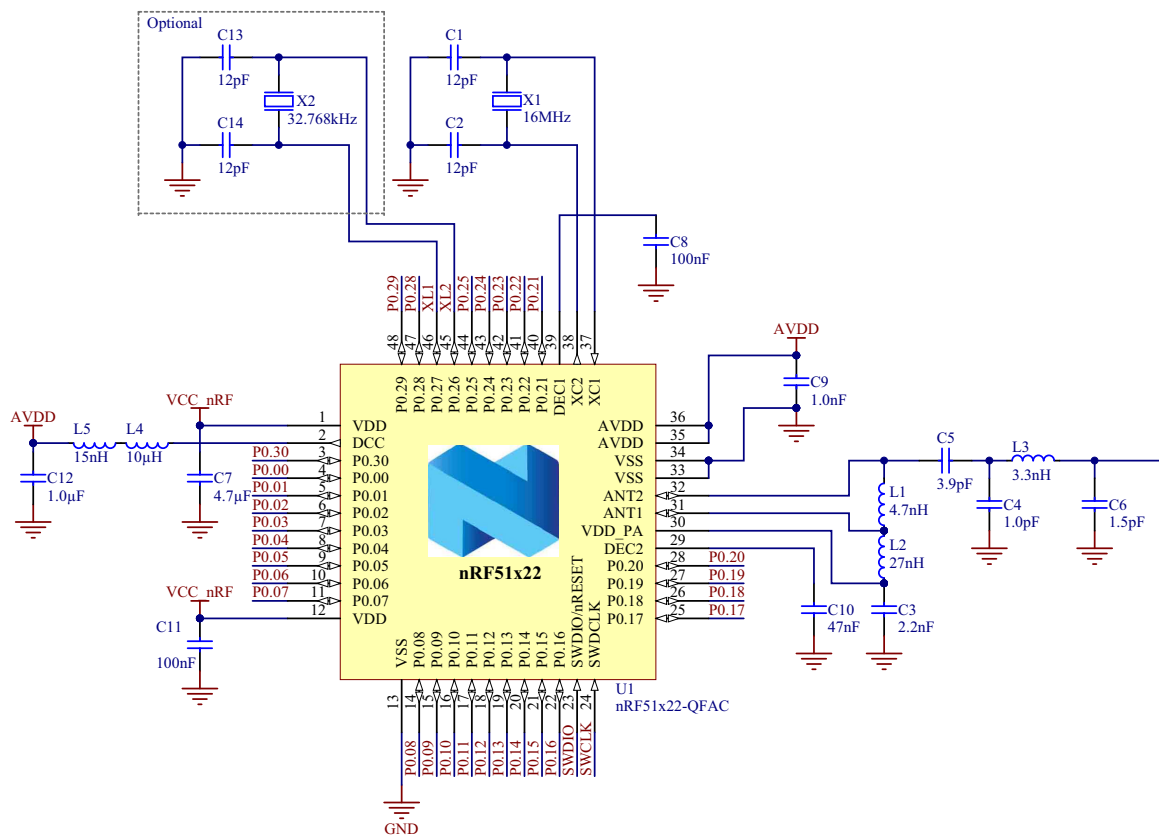 Optional
C13
12pF
X2
32.768kHz
C14
12pF
C1
12pF
X1
16MHz
C2
12pF
C8
100nF
P0.29
P0.28
XL1
XL2
P0.25
P0.24
P0.23
P0.22
P0.21
48
47
46
45
44
43
42
41
40
39
38
37
P0.29
P0.28
P0.27
P0.26
P0.25
P0.24
P0.23
P0.22
P0.21
DEC1
XC2
XC1
AVDD
C9
1.0nF
VCC_nRF
AVDD
L5
15nH
L4
10µH
C12
1.0µF
C7
4.7µF
1 VDD
2 DCC
P0.30 3 P0.30
P0.00 4 P0.00
P0.01 5 P0.01
P0.02 6 P0.02
P0.03 7 P0.03
P0.04 8 P0.04
P0.05 9 P0.05
P0.06 10 P0.06
P0.07 11 P0.07
12 VDD
VCC_nRF
C11
100nF
nRF51x22
AVDD 36
AVDD 35
VSS 34
VSS 33
ANT2 32
ANT1 31
VDD_PA 30
DEC2 29
P0.20 28 P0.20
P0.19 27 P0.19
P0.18 26 P0.18
P0.17 25 P0.17
C5
3.9pF
L3
3.3nH
L1
4.7nH
C4
1.0pF
C6
1.5pF
L2
27nH
C10
47nF
C3
2.2nF
VSS
P0.08
P0.09
P0.10
P0.11
P0.12
P0.13
P0.14
P0.15
P0.16
SWDIO/nRESET
SWDCLK
U1
nRF51x22-QFAC
13
14
15
16
17
18
19
20
21
22
23
24
P0.08
P0.09
P0.10
P0.11
P0.12
P0.13
P0.14
P0.15
P0.16
SWDIO
SWCLK
GND